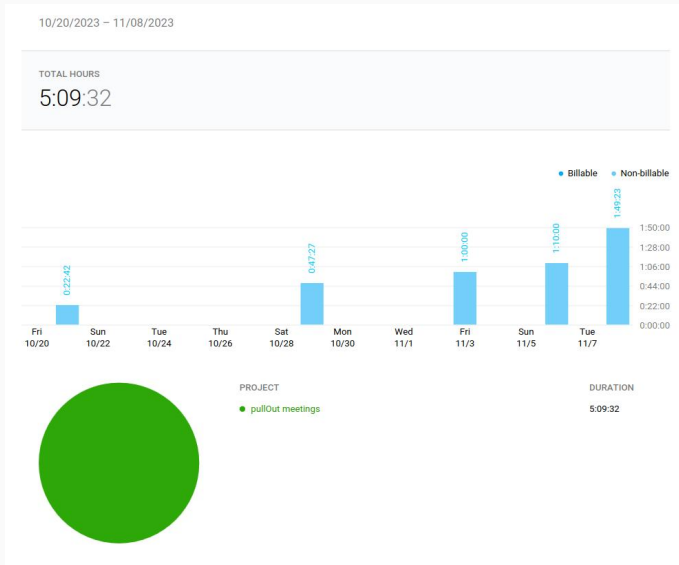 10/20/2023 – 11/08/2023
TOTAL HOURS
5:09:32
Billable Non-billable
0:22:42
0:47:27
1:00:00
1:10:00
1:49:23
1:50:00
1:28:00
1:06:00
0:44:00
0:22:00
0:00:00
Fri Sun Tue Thu Sat Mon Wed Fri Sun Tue
10/20 10/22 10/24 10/26 10/28 10/30 11/1 11/3 11/5 11/7
PROJECT DURATION
pullOut meetings 5:09:32